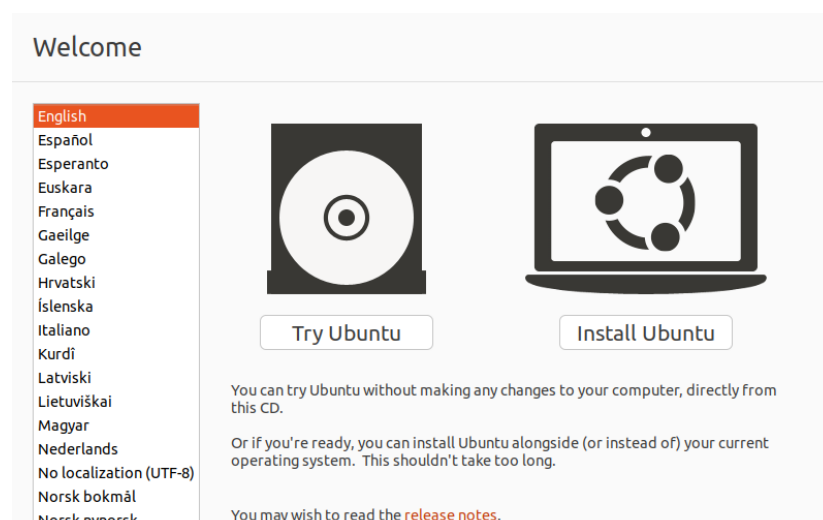 Welcome
English
Español
Esperanto
Euskara
Français
Gaeilge
Galego
Hrvatski
Íslenska
Italiano
Kurdî
Latviski
Lietuviškai
Magyar
Nederlands
No localization (UTF-8)
Norsk bokmål
Norsk nynorsk
Try Ubuntu
Install Ubuntu
You can try Ubuntu without making any changes to your computer, directly from
this CD.
Or if you're ready, you can install Ubuntu alongside (or instead of) your current
operating system. This shouldn't take too long.
You may wish to read the release notes.